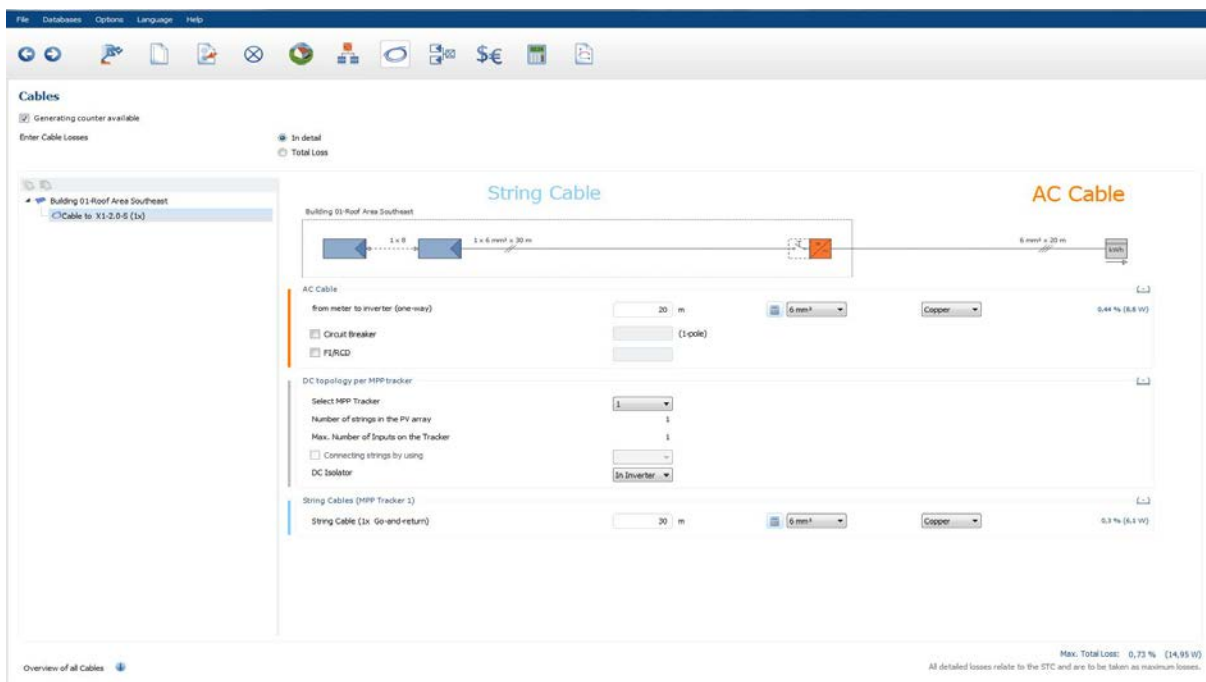 File Databases Options Language Help
$€
Cables
Generating counter available
Enter Cable Losses
In detail
Total Loss
Building 01-Roof Area Southeast
Cable to X1-2.0-S (1x)
String Cable
AC Cable
Building 01-Roof Area Southeast
1 x 8
1 x 6 mm² x 30 m
6 mm² x 20 m
kWh
AC Cable (-)
from meter to inverter (one-way) 20 m 6 mm² Copper 0,44 % (8,8 W)
Circuit Breaker (1-pole)
FI/RCD
DC topology per MPP tracker (-)
Select MPP Tracker 1
Number of strings in the PV array 1
Max. Number of Inputs on the Tracker 1
Connecting strings by using
DC Isolator In Inverter
String Cables (MPP Tracker 1) (-)
String Cable (1x Go-and-return) 30 m 6 mm² Copper 0,3 % (6,1 W)
Max. Total Loss: 0,73 % (14,95 W)
Overview of all Cables
All detailed losses relate to the STC and are to be taken as maximum losses.